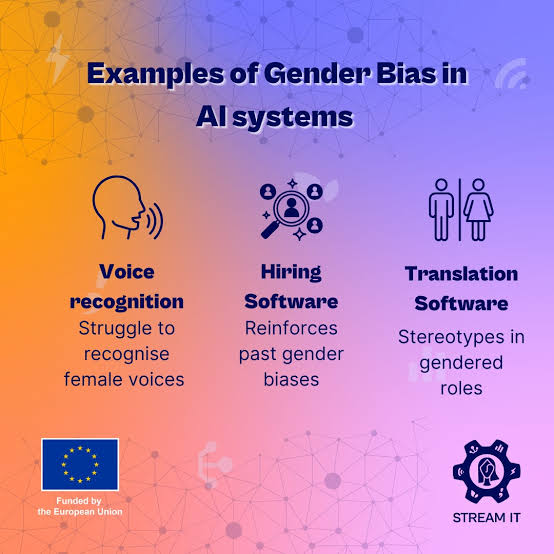 Examples of Gender Bias in
AI systems
Voice
recognition
Struggle to
recognise
female voices
Hiring
Software
Reinforces
past gender
biases
Translation
Software
Stereotypes in
gendered
roles
Funded by
the European Union
STREAM IT